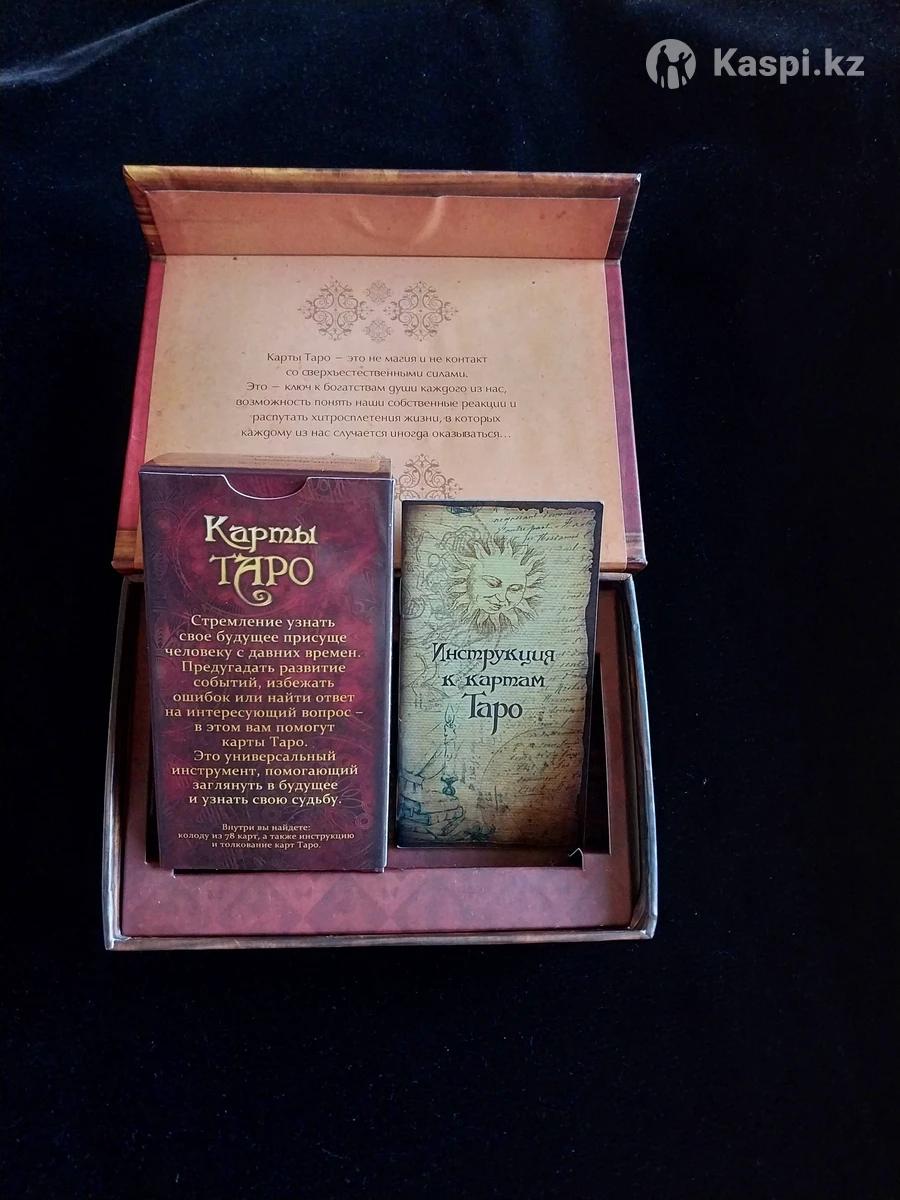 Kaspi.kz
Карты Таро – это не магия и не контакт
со сверхъестественными силами.
Это – ключ к богатствам души каждого из нас,
возможность понять наши собственные реакции и
распутать хитросплетения жизни, в которых
каждому из нас случается иногда оказываться...
Карты
ТАРО
Стремление узнать
свое будущее присуще
человеку с давних времен.
Предугадать развитие
событий, избежать
ошибок или найти ответ
на интересующий вопрос –
в этом вам помогут
карты Таро.
Это универсальный
инструмент, помогающий
заглянуть в будущее
и узнать свою судьбу.
Внутри вы найдете:
колоду из 78 карт, а также инструкцию
и толкование карт Таро.
Инструкция
к картам
Таро